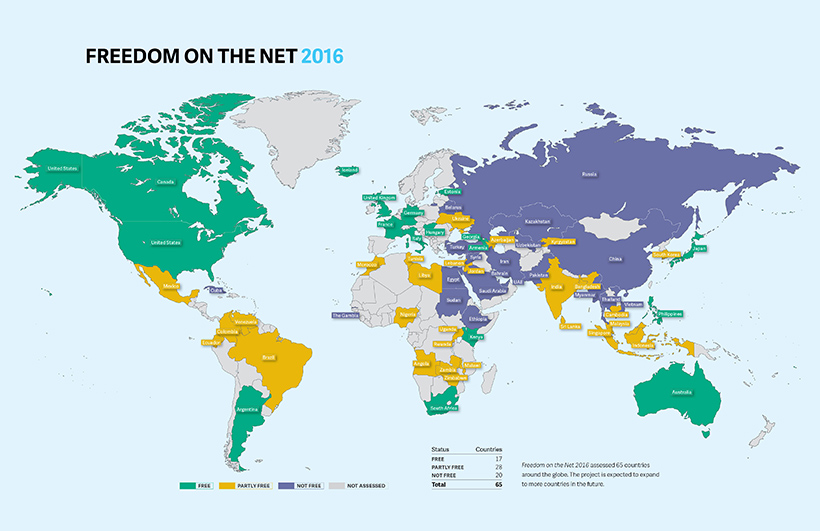 FREEDOM ON THE NET 2016
United States
Canada
United States
Mexico
Cuba
Venezuela
Colombia
Ecuador
Brazil
Argentina
Iceland
United Kingdom
Estonia
Germany
Belarus
France
Ukraine
Hungary
Italy
Georgia
Armenia
Azerbaijan
Turkey
Russia
Kazakhstan
Uzbekistan
Kyrgyzstan
China
South Korea
Japan
Morocco
Tunisia
Libya
Egypt
Lebanon
Syria
Jordan
Iran
Bahrain
Saudi Arabia
UAE
Pakistan
India
Bangladesh
Myanmar
Thailand
Vietnam
Cambodia
Philippines
Sri Lanka
Malaysia
Singapore
Indonesia
The Gambia
Nigeria
Sudan
Ethiopia
Uganda
Kenya
Rwanda
Angola
Zambia
Malawi
Zimbabwe
South Africa
Australia
Status Countries
FREE 17
PARTLY FREE 28
NOT FREE 20
Total 65
Freedom on the Net 2016 assessed 65 countries
around the globe. The project is expected to expand
to more countries in the future.
FREE PARTLY FREE NOT FREE NOT ASSESSED